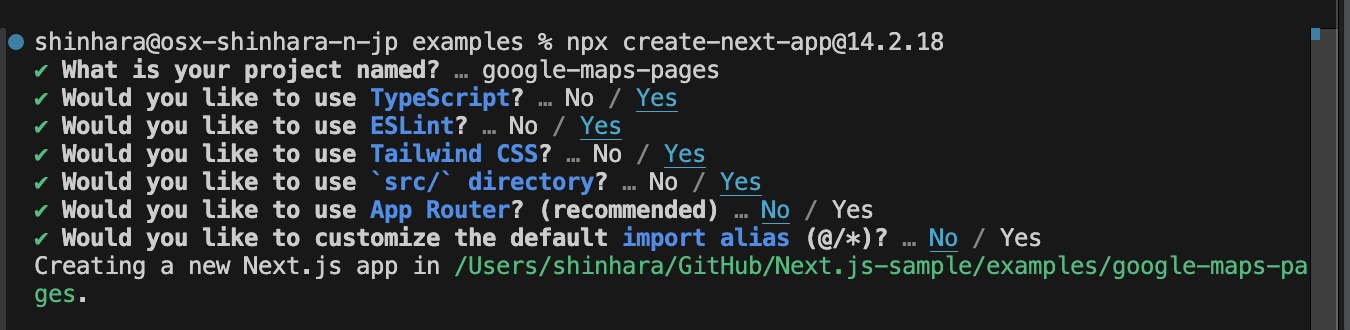 shinhara@osx-shinhara-n-jp examples % npx create-next-app@14.2.18
✔ What is your project named? … google-maps-pages
✔ Would you like to use TypeScript? … No / Yes
✔ Would you like to use ESLint? … No / Yes
✔ Would you like to use Tailwind CSS? … No / Yes
✔ Would you like to use `src/` directory? … No / Yes
✔ Would you like to use App Router? (recommended) … No / Yes
✔ Would you like to customize the default import alias (@/*)? … No / Yes
Creating a new Next.js app in /Users/shinhara/GitHub/Next.js-sample/examples/google-maps-pa
ges.